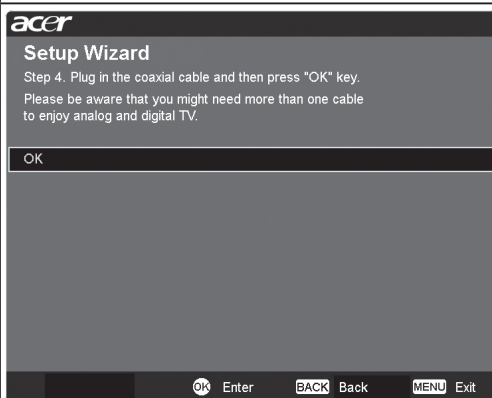 acer
Setup Wizard
Step 4. Plug in the coaxial cable and then press "OK" key.
Please be aware that you might need more than one cable
to enjoy analog and digital TV.
OK
OK Enter BACK Back MENU Exit